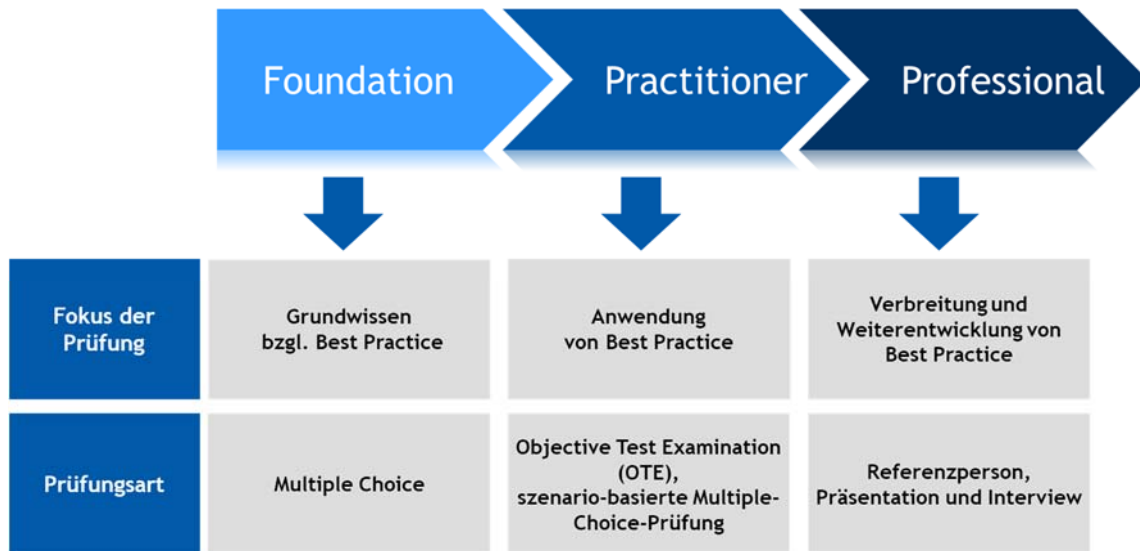 Foundation
Practitioner
Professional
Fokus der
Prüfung
Grundwissen
bzgl. Best Practice
Anwendung
von Best Practice
Verbreitung und
Weiterentwicklung von
Best Practice
Prüfungsart
Multiple Choice
Objective Test Examination
(OTE),
szenario-basierte Multiple-
Choice-Prüfung
Referenzperson,
Präsentation und Interview